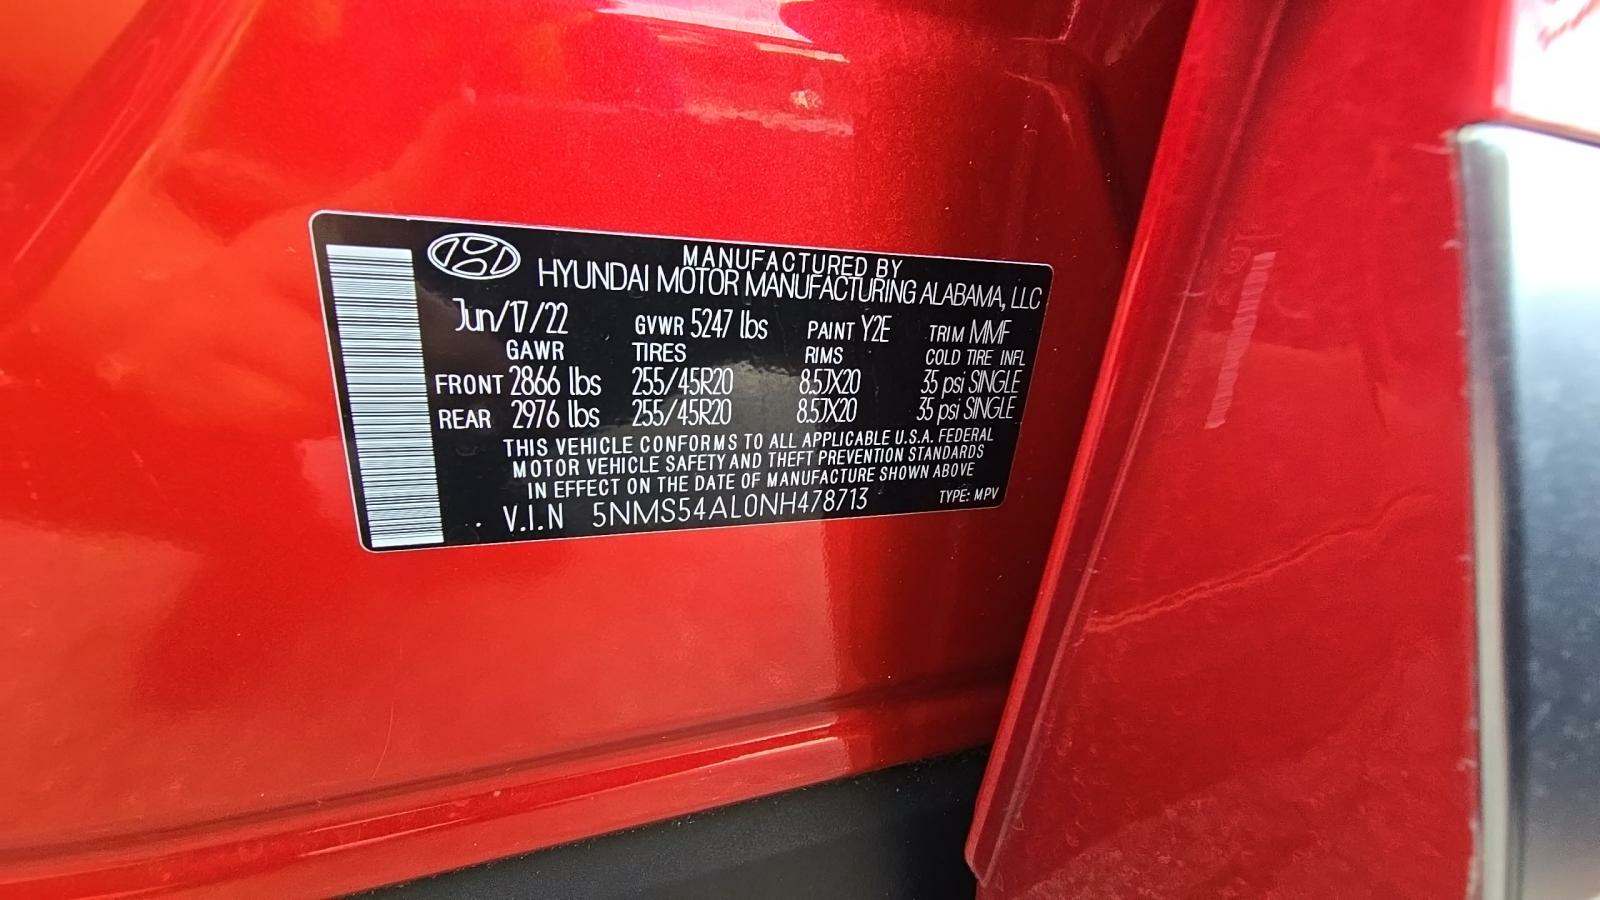 MANUFACTURED BY
HYUNDAI MOTOR MANUFACTURING ALABAMA, LLC
Jun/17/22 GVWR 5247 lbs PAINT Y2E TRIM MMF
GAWR TIRES RIMS COLD TIRE INFL
FRONT 2866 lbs 255/45R20 8.5JX20 35 psi SINGLE
REAR 2976 lbs 255/45R20 8.5JX20 35 psi SINGLE
THIS VEHICLE CONFORMS TO ALL APPLICABLE U.S.A. FEDERAL
MOTOR VEHICLE SAFETY AND THEFT PREVENTION STANDARDS
IN EFFECT ON THE DATE OF MANUFACTURE SHOWN ABOVE
V.I.N 5NMS54AL0NH478713 TYPE: MPV